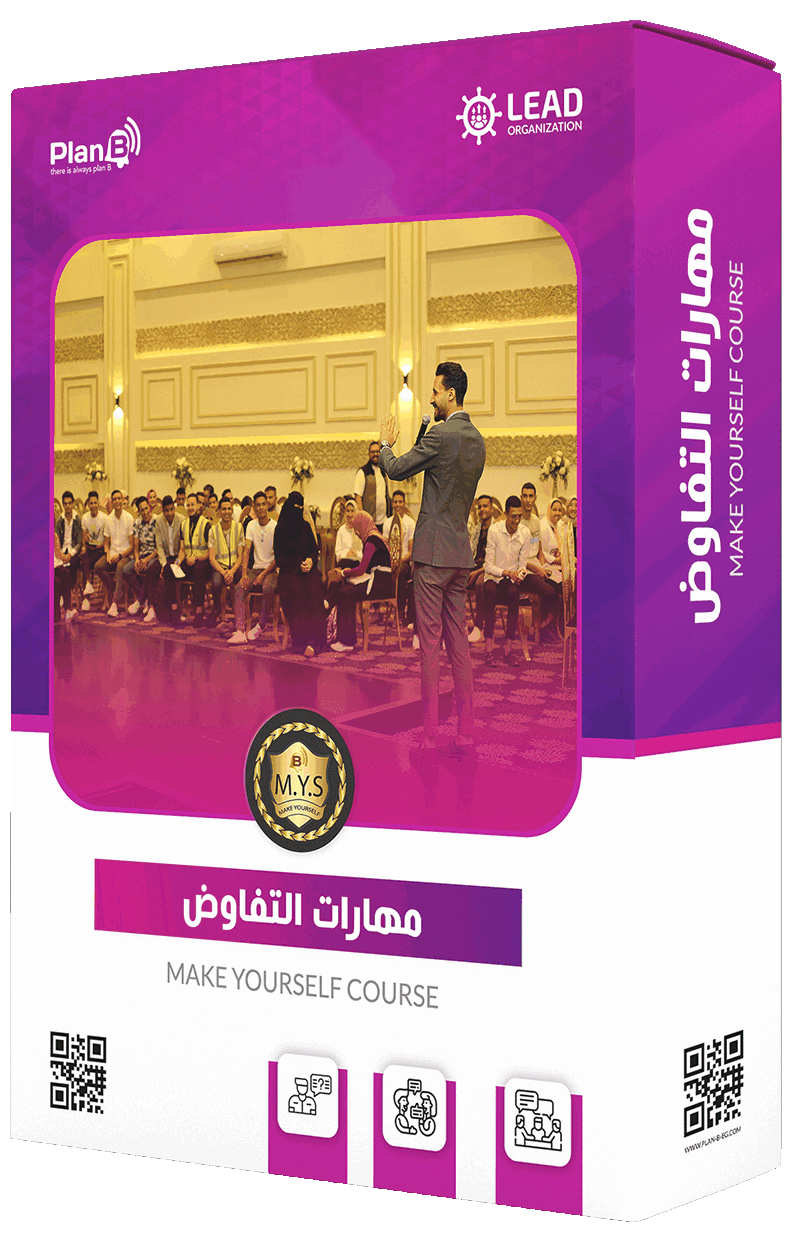 Plan B
there is always plan B
LEAD
ORGANIZATION
B
M.Y.S
MAKE YOURSELF
مهارات التفاوض
MAKE YOURSELF COURSE
مهارات التفاوض
MAKE YOURSELF COURSE
WWW.PLAN-B-EG.COM